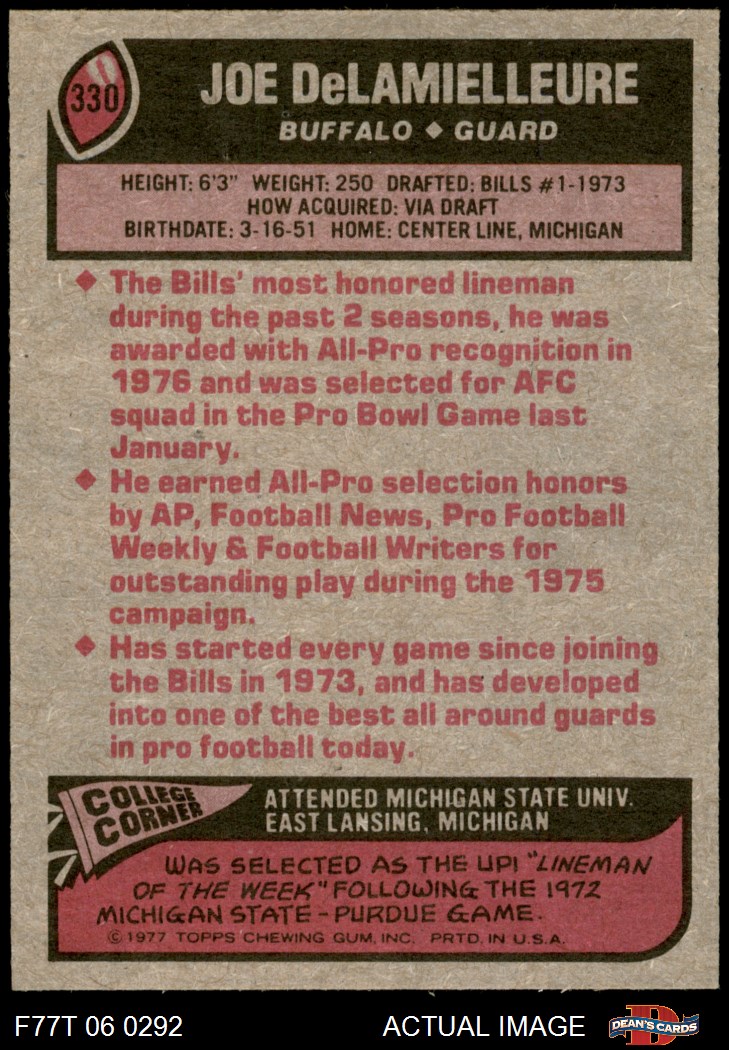 330
JOE DeLAMIELLEURE
BUFFALO ◆ GUARD
HEIGHT: 6'3" WEIGHT: 250 DRAFTED: BILLS #1-1973
HOW ACQUIRED: VIA DRAFT
BIRTHDATE: 3-16-51 HOME: CENTER LINE, MICHIGAN
◆ The Bills' most honored lineman
during the past 2 seasons, he was
awarded with All-Pro recognition in
1976 and was selected for AFC
squad in the Pro Bowl Game last
January.
◆ He earned All-Pro selection honors
by AP, Football News, Pro Football
Weekly & Football Writers for
outstanding play during the 1975
campaign.
◆ Has started every game since joining
the Bills in 1973, and has developed
into one of the best all around guards
in pro football today.
COLLEGE
CORNER
ATTENDED MICHIGAN STATE UNIV.
EAST LANSING, MICHIGAN
WAS SELECTED AS THE UPI "LINEMAN
OF THE WEEK" FOLLOWING THE 1972
MICHIGAN STATE - PURDUE GAME.
© 1977 TOPPS CHEWING GUM, INC. PRTD. IN U.S.A.
F77T 06 0292 ACTUAL IMAGE
D
DEAN'S CARDS